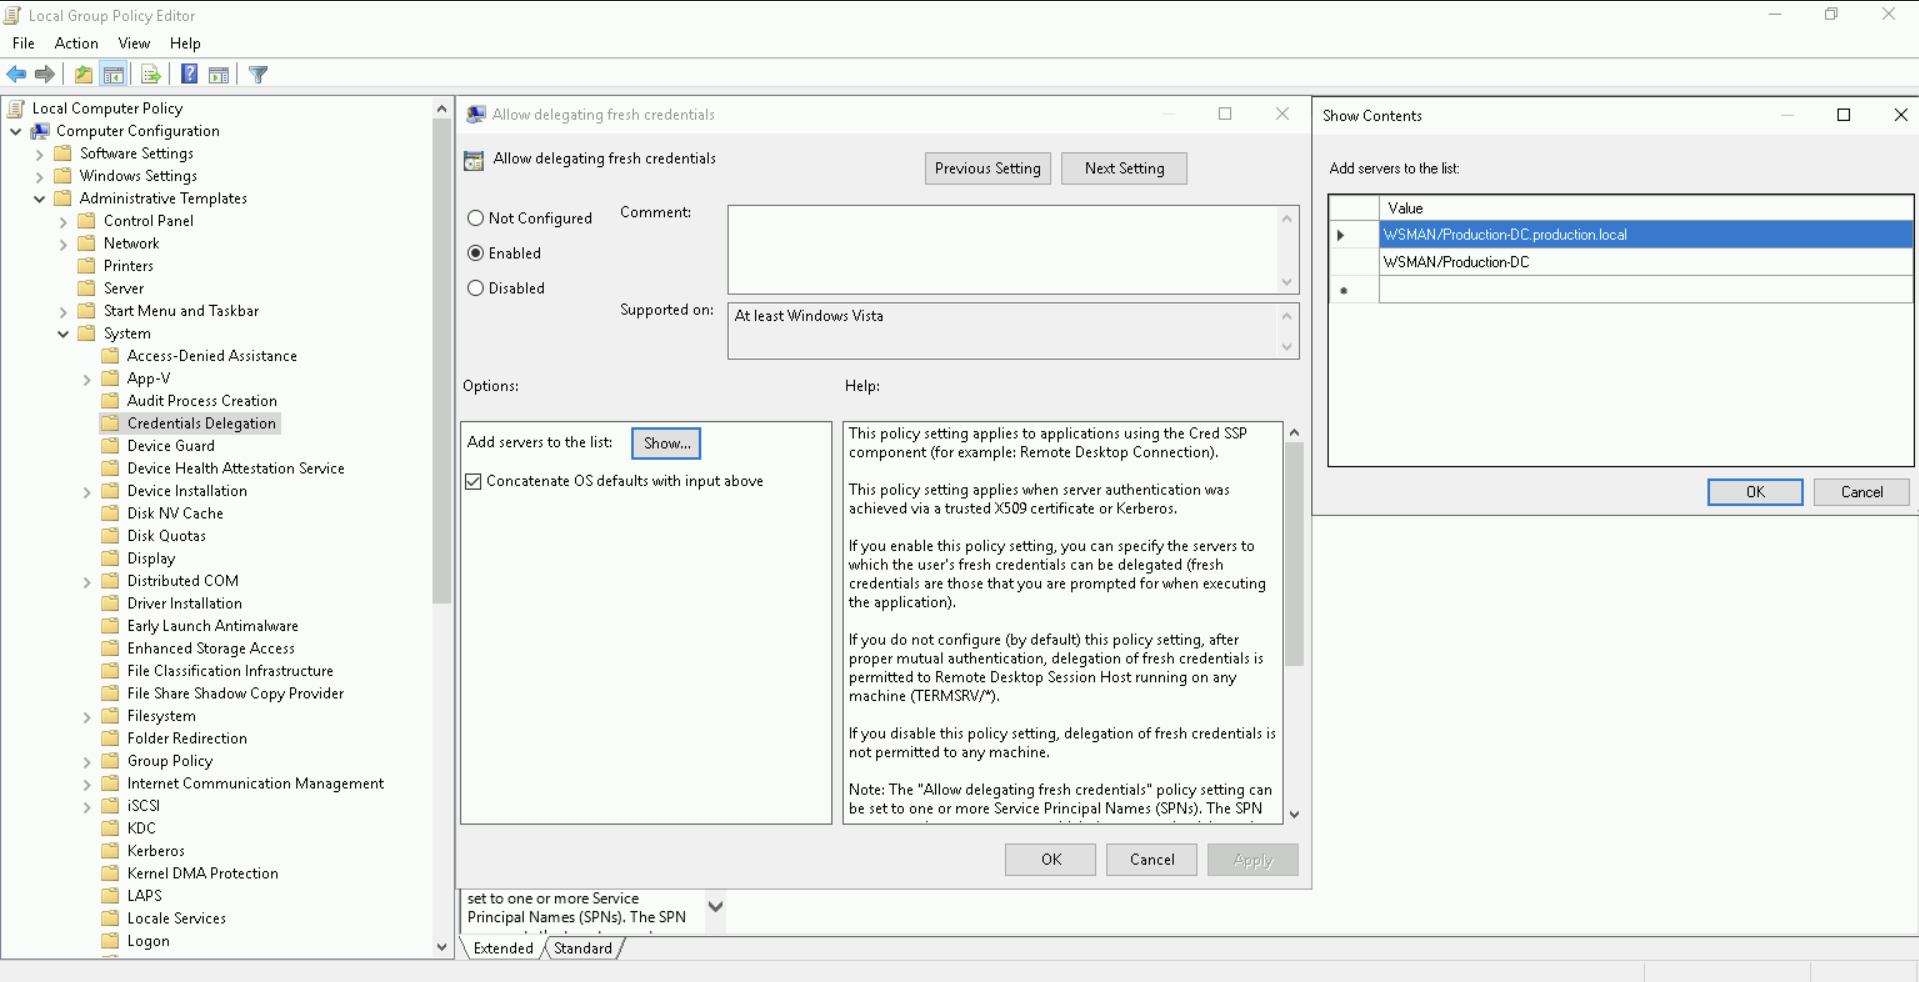 Local Group Policy Editor
File Action View Help
Local Computer Policy
Computer Configuration
Software Settings
Windows Settings
Administrative Templates
Control Panel
Network
Printers
Server
Start Menu and Taskbar
System
Access-Denied Assistance
App-V
Audit Process Creation
Credentials Delegation
Device Guard
Device Health Attestation Service
Device Installation
Disk NV Cache
Disk Quotas
Display
Distributed COM
Driver Installation
Early Launch Antimalware
Enhanced Storage Access
File Classification Infrastructure
File Share Shadow Copy Provider
Filesystem
Folder Redirection
Group Policy
Internet Communication Management
iSCSI
KDC
Kerberos
Kernel DMA Protection
LAPS
Locale Services
Logon
Allow delegating fresh credentials
Allow delegating fresh credentials
Previous Setting
Next Setting
Not Configured
Enabled
Disabled
Comment:
Supported on:
At least Windows Vista
Options:
Help:
Add servers to the list:
Show...
Concatenate OS defaults with input above
This policy setting applies to applications using the Cred SSP
component (for example: Remote Desktop Connection).
This policy setting applies when server authentication was
achieved via a trusted X509 certificate or Kerberos.
If you enable this policy setting, you can specify the servers to
which the user's fresh credentials can be delegated (fresh
credentials are those that you are prompted for when executing
the application).
If you do not configure (by default) this policy setting, after
proper mutual authentication, delegation of fresh credentials is
permitted to Remote Desktop Session Host running on any
machine (TERMSRV/*).
If you disable this policy setting, delegation of fresh credentials is
not permitted to any machine.
Note: The "Allow delegating fresh credentials" policy setting can
be set to one or more Service Principal Names (SPNs). The SPN
OK
Cancel
Apply
set to one or more Service
Principal Names (SPNs). The SPN
Extended
Standard
Show Contents
Add servers to the list:
Value
WSMAN/Production-DC.production.local
WSMAN/Production-DC
OK
Cancel